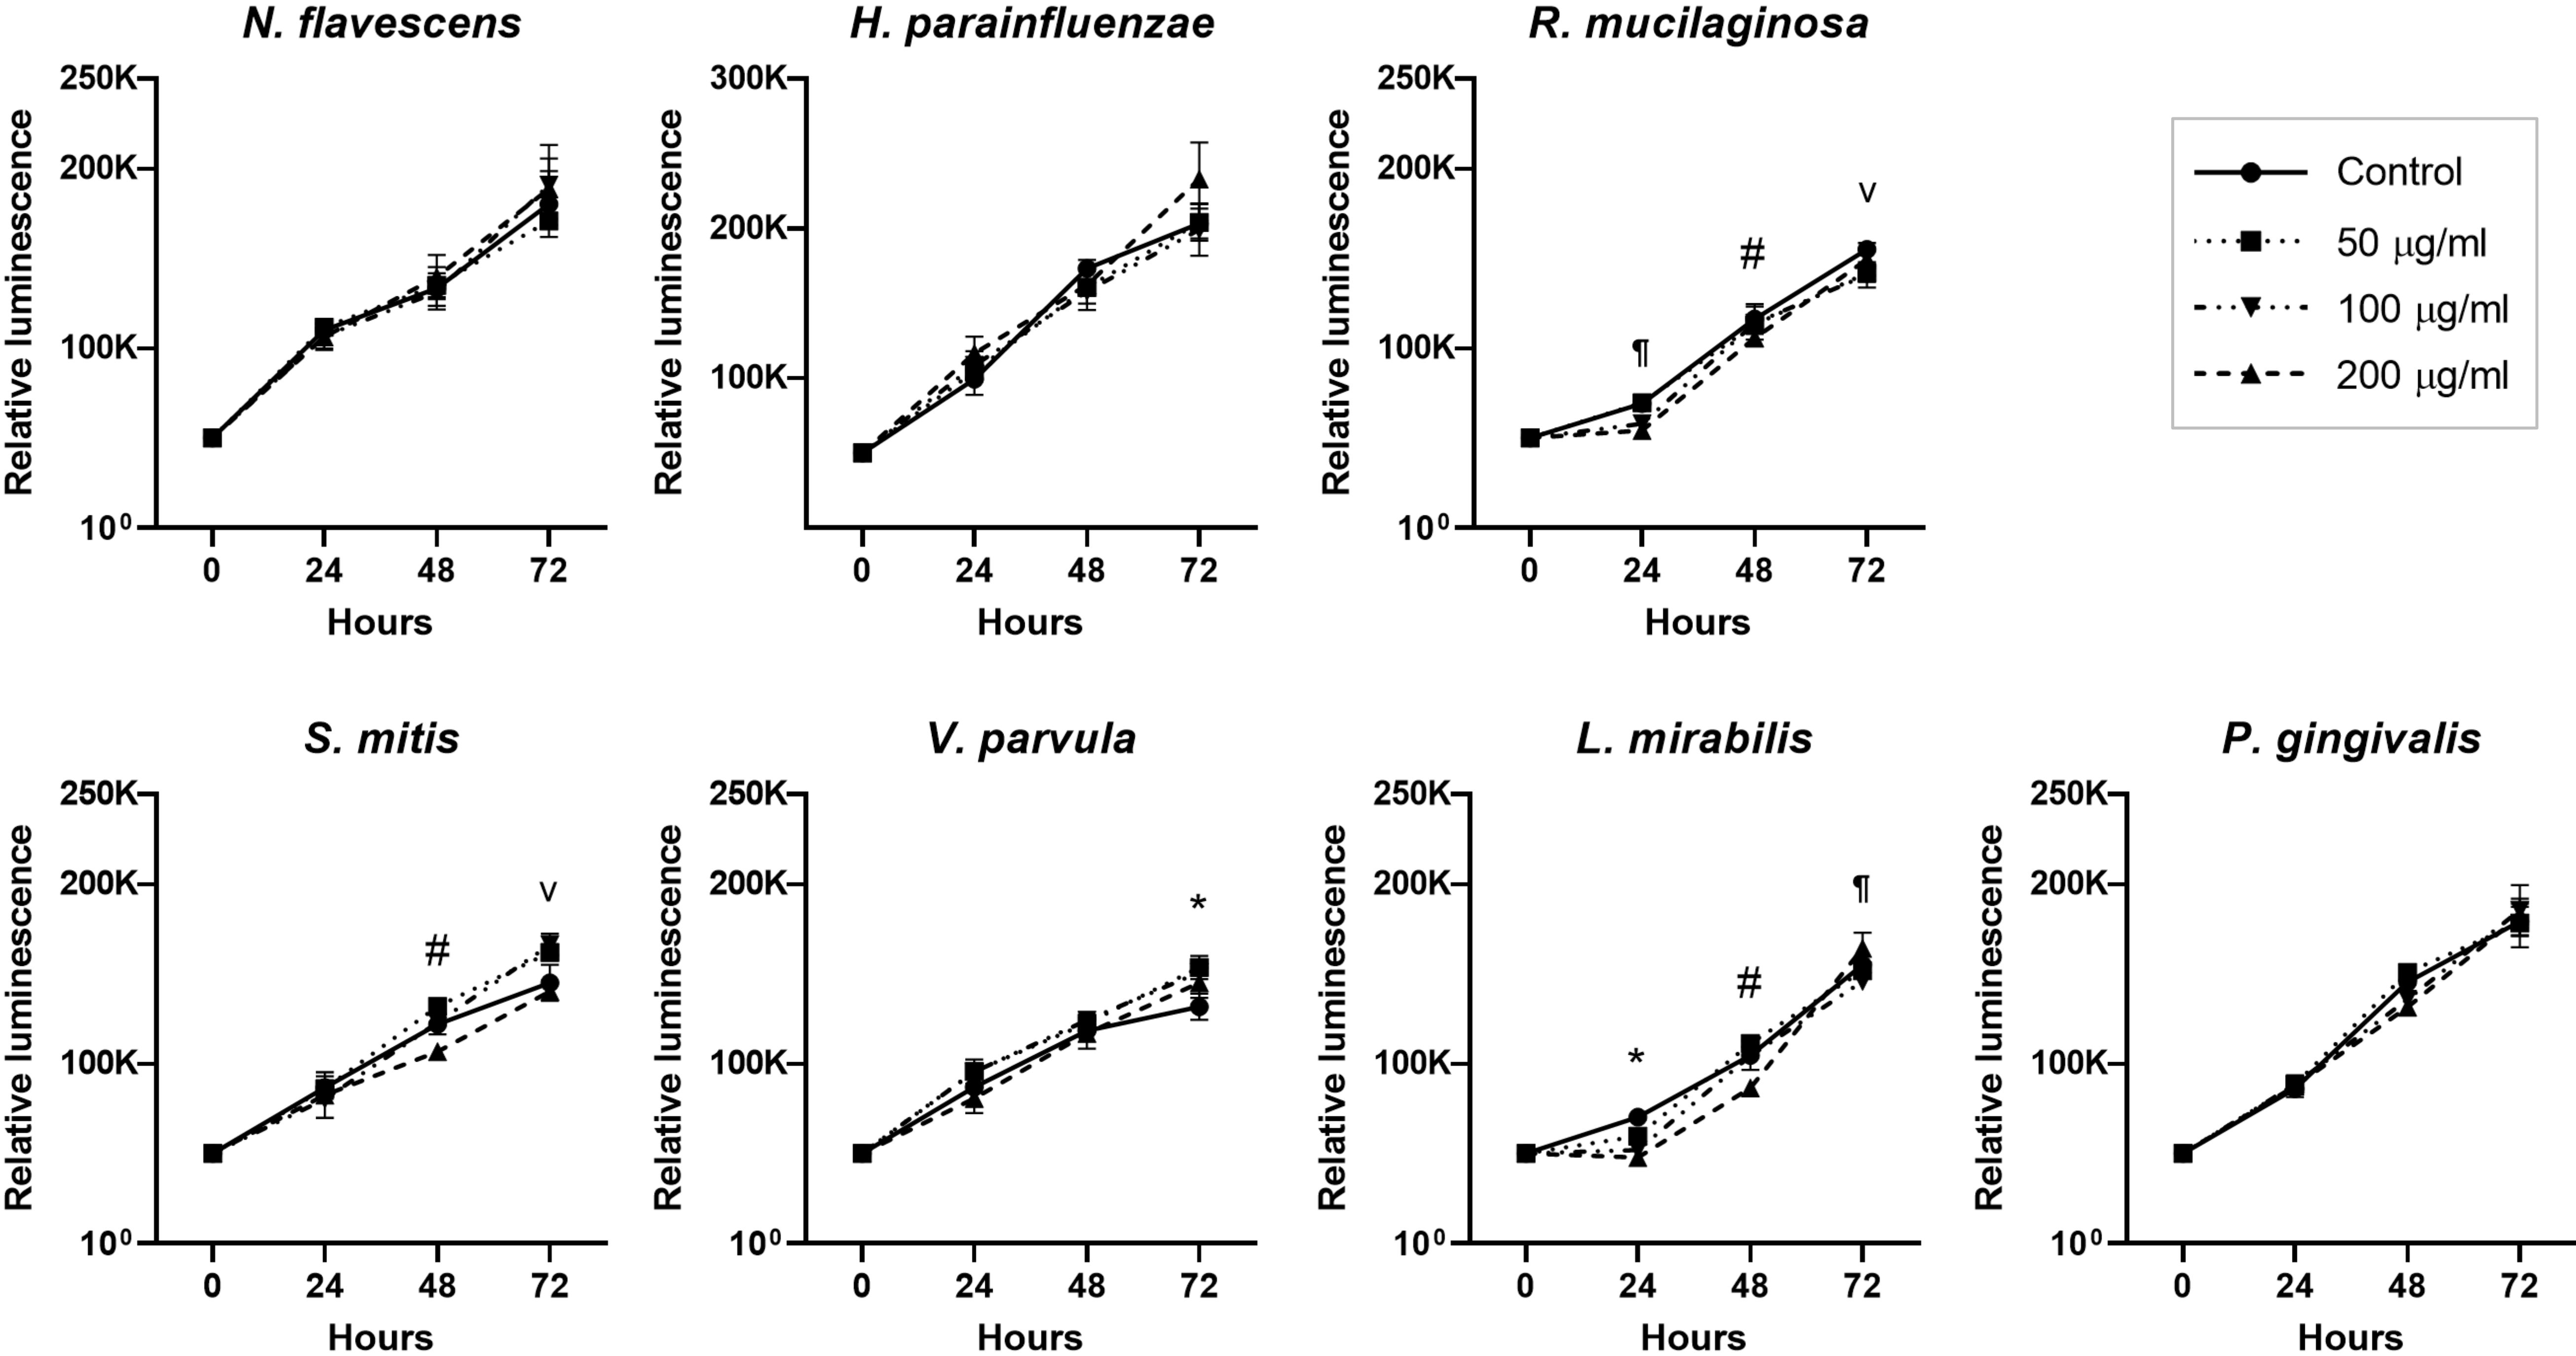 N. flavescens
250K
200K
100K
10⁰
Relative luminescence
0 24 48 72
Hours
H. parainfluenzae
300K
200K
100K
Relative luminescence
0 24 48 72
Hours
R. mucilaginosa
250K
200K
100K
10⁰
Relative luminescence
¶
#
v
0 24 48 72
Hours
Control
50 µg/ml
100 µg/ml
200 µg/ml
S. mitis
250K
200K
100K
10⁰
Relative luminescence
#
v
0 24 48 72
Hours
V. parvula
250K
200K
100K
10⁰
Relative luminescence
*
0 24 48 72
Hours
L. mirabilis
250K
200K
100K
10⁰
Relative luminescence
*
#
¶
0 24 48 72
Hours
P. gingivalis
250K
200K
100K
10⁰
Relative luminescence
0 24 48 72
Hours